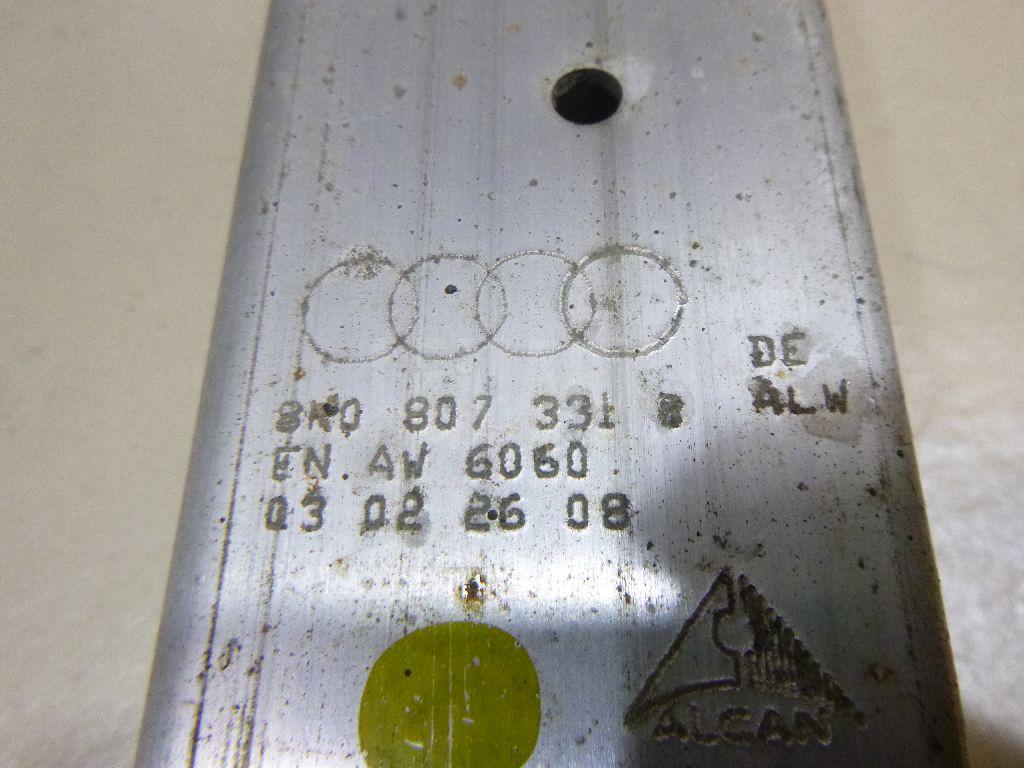 8K0 807 331 B
EN AW 6060
03 02 26 08
DE
ALW
ALCAN